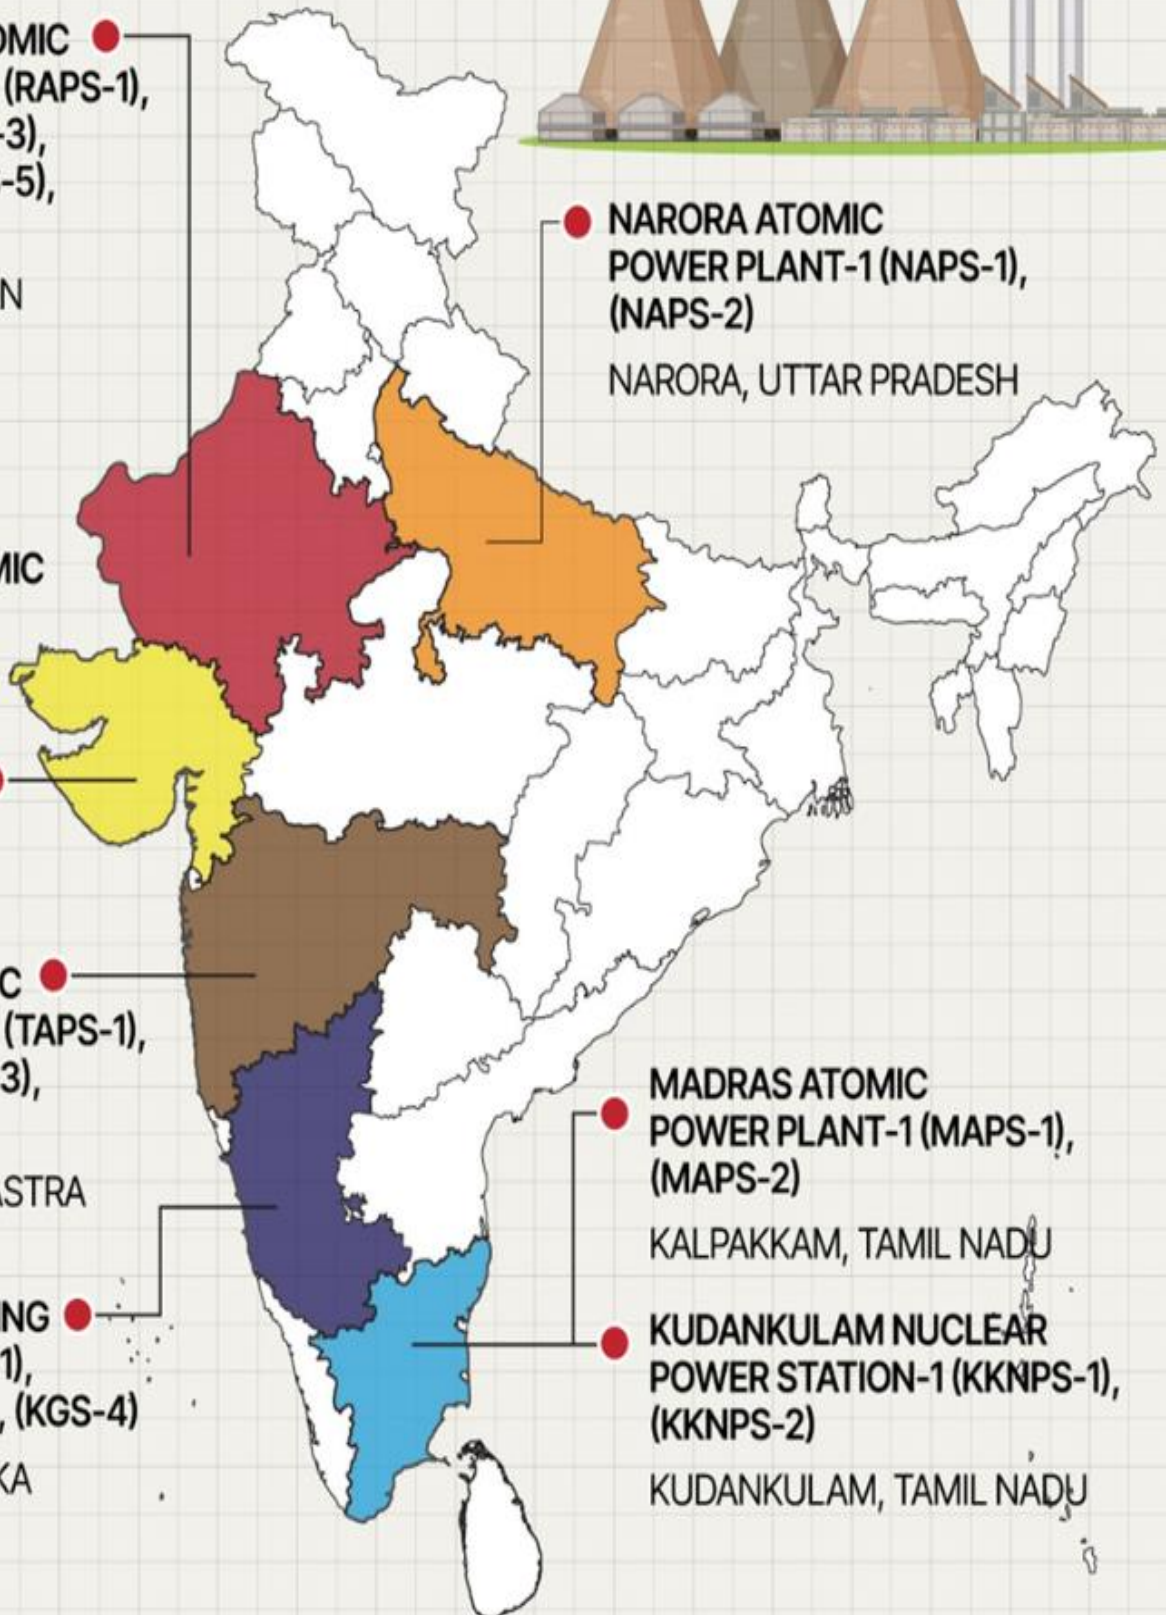 OMIC
(RAPS-1),
-3),
-5),
N
NARORA ATOMIC
POWER PLANT-1 (NAPS-1),
(NAPS-2)
NARORA, UTTAR PRADESH
MIC
C
(TAPS-1),
3),
ASTRA
MADRAS ATOMIC
POWER PLANT-1 (MAPS-1),
(MAPS-2)
KALPAKKAM, TAMIL NADU
ING
1),
, (KGS-4)
KA
KUDANKULAM NUCLEAR
POWER STATION-1 (KKNPS-1),
(KKNPS-2)
KUDANKULAM, TAMIL NADU